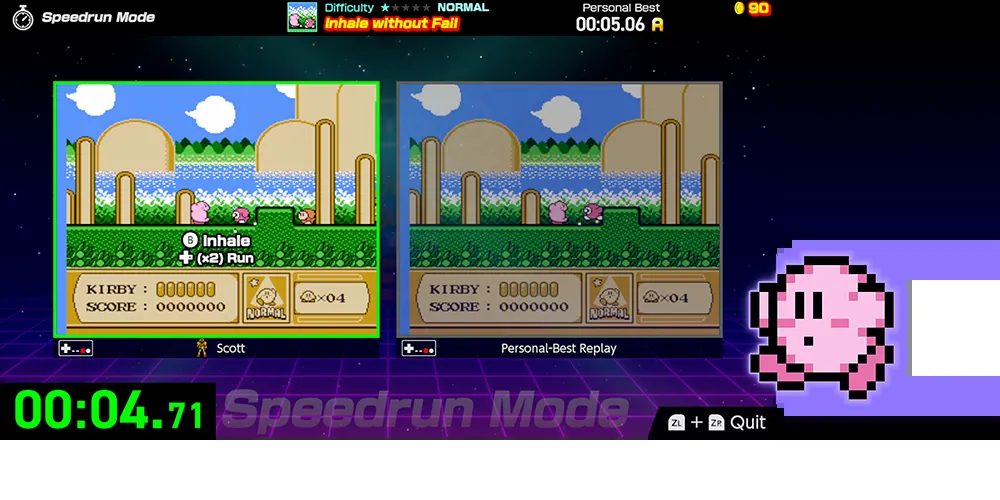 Speedrun Mode
Difficulty ★★★★★ NORMAL
Inhale without Fail
Personal Best
00:05.06 A
90
B Inhale
(x2) Run
KIRBY :
SCORE : 0000000
NORMAL
×04
KIRBY :
SCORE : 0000000
NORMAL
×04
Scott
Personal-Best Replay
00:04.71
Speedrun Mode
ZL + ZR Quit